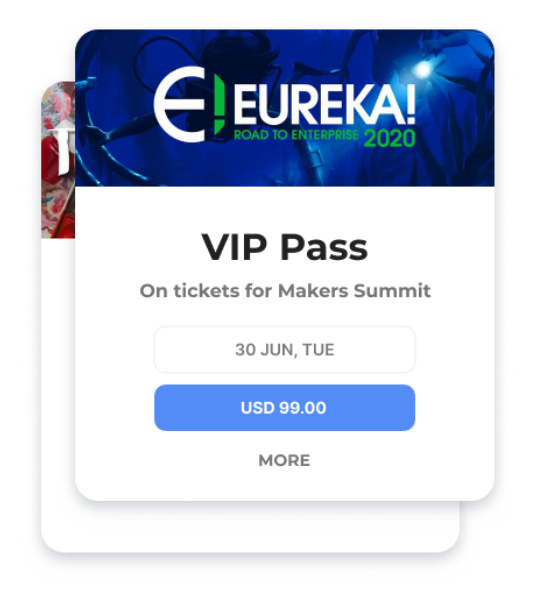 EUREKA!
ROAD TO ENTERPRISE 2020
VIP Pass
On tickets for Makers Summit
30 JUN, TUE
USD 99.00
MORE